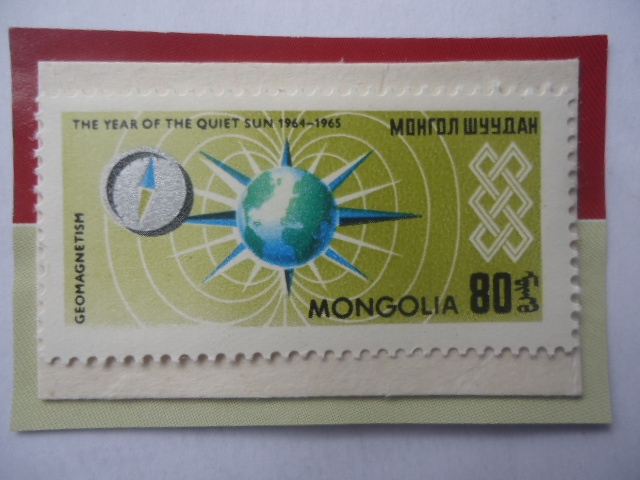 THE YEAR OF THE QUIET SUN 1964–1965
МОНГОЛ ШУУДАН
GEOMAGNETISM
MONGOLIA 80